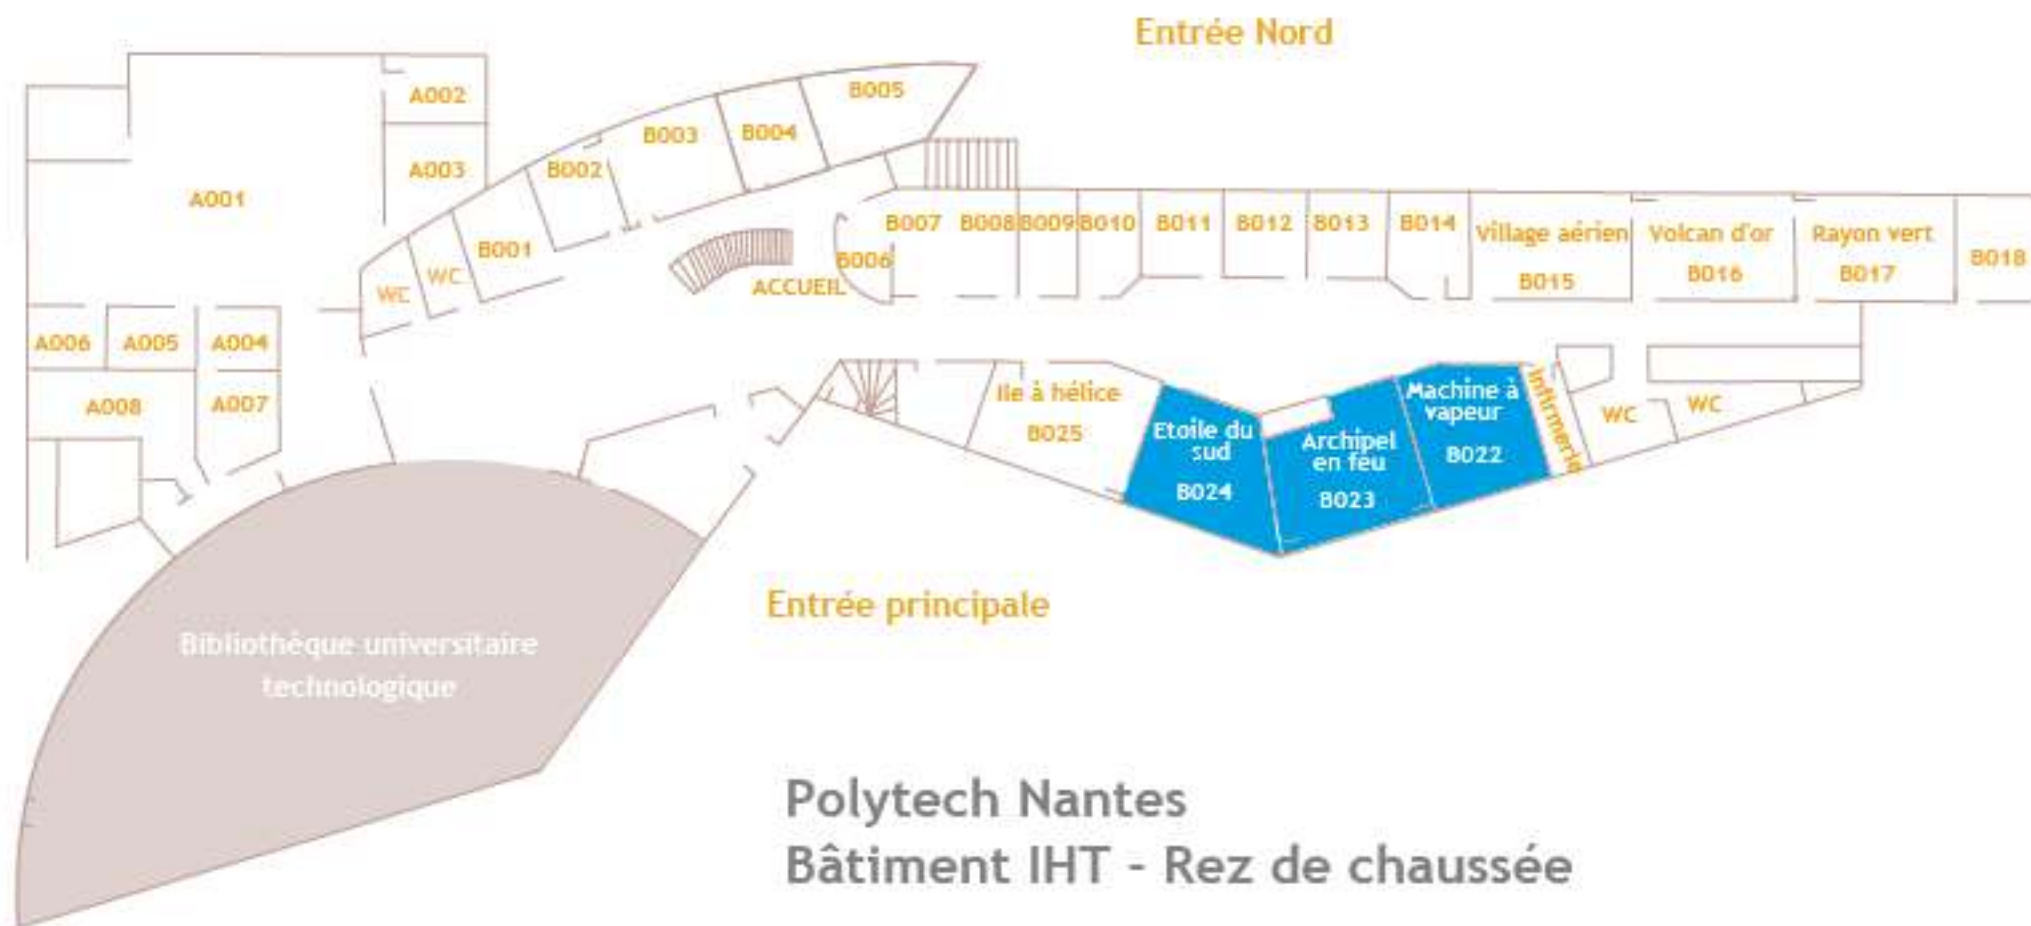 Entrée Nord
A001
A002
A003
A006
A005
A004
A008
A007
WC
WC
B001
B002
B003
B004
B005
ACCUEIL
B006
B007
B008
B009
B010
B011
B012
B013
B014
Village aérien
B015
Volcan d'or
B016
Rayon vert
B017
B018
Ile à hélice
B025
Etoile du
sud
B024
Archipel
en feu
B023
Machine à
vapeur
B022
Infirmerie
WC
WC
Entrée principale
Bibliothèque universitaire
technologique
Polytech Nantes
Bâtiment IHT - Rez de chaussée